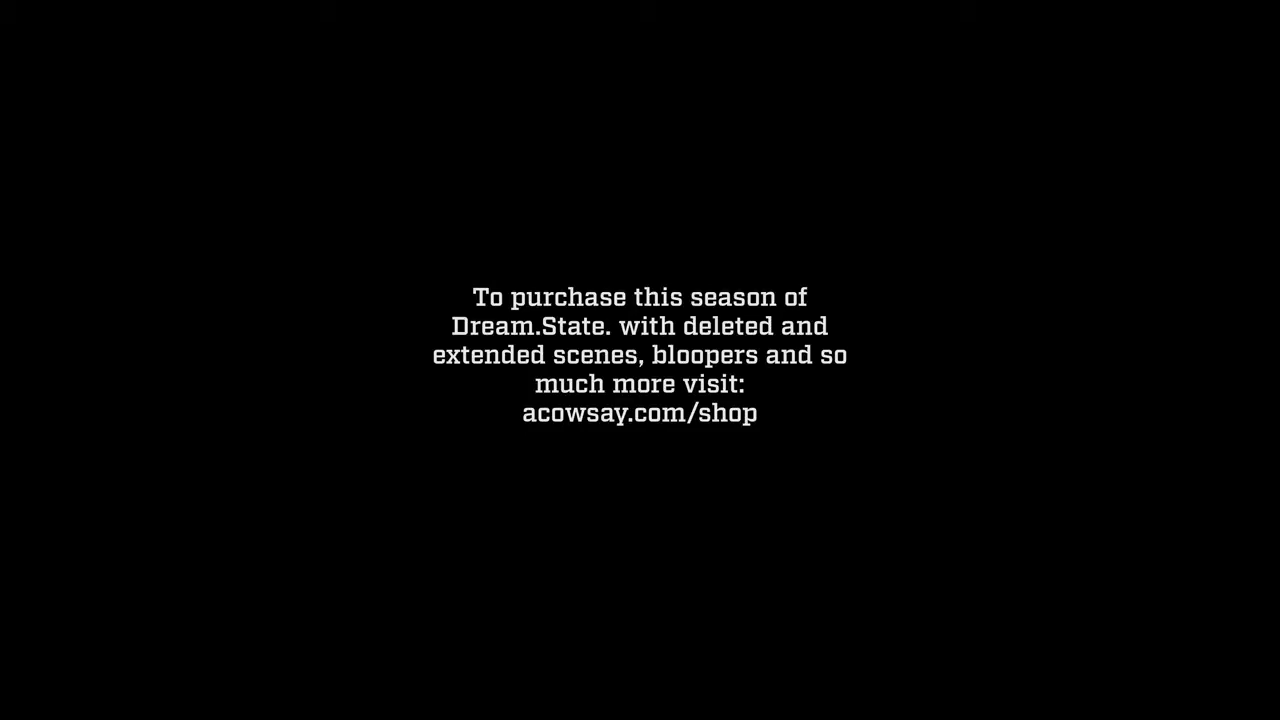 To purchase this season of
Dream.State. with deleted and
extended scenes, bloopers and so
much more visit:
acowsay.com/shop